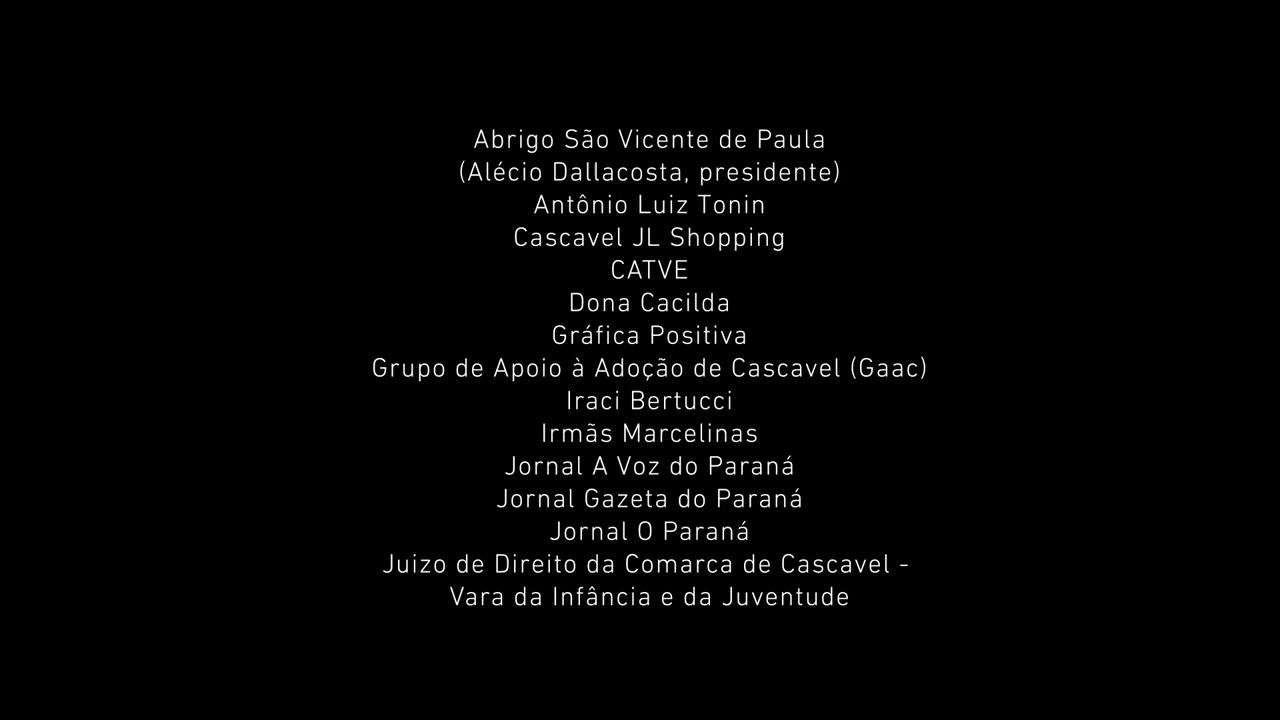 Abrigo São Vicente de Paula
(Alécio Dallacosta, presidente)
Antônio Luiz Tonin
Cascavel JL Shopping
CATVE
Dona Cacilda
Gráfica Positiva
Grupo de Apoio à Adoção de Cascavel (Gaac)
Iraci Bertucci
Irmãs Marcelinas
Jornal A Voz do Paraná
Jornal Gazeta do Paraná
Jornal O Paraná
Juizo de Direito da Comarca de Cascavel -
Vara da Infância e da Juventude